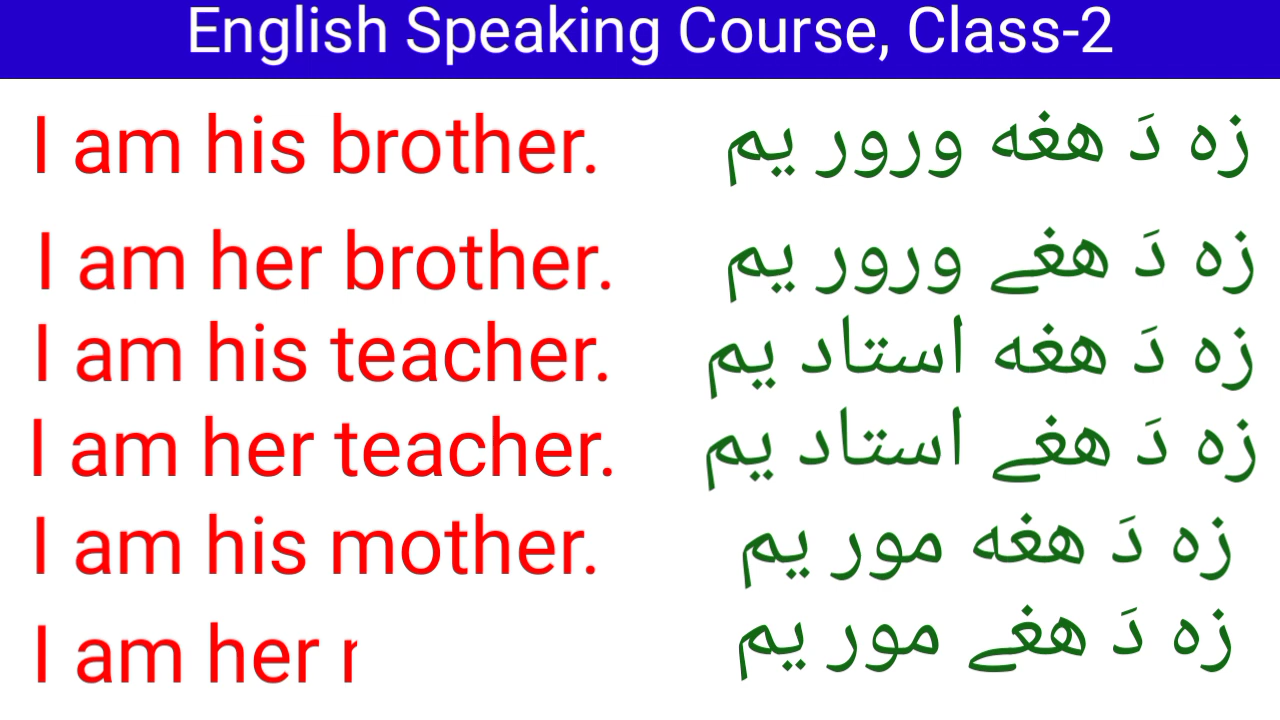 English Speaking Course, Class-2
I am his brother. زه دَ هغه ورور یم
I am her brother. زه دَ هغے ورور یم
I am his teacher. زه دَ هغه استاد یم
I am her teacher. زه دَ هغے استاد یم
I am his mother. زه دَ هغه مور یم
I am her زه دَ هغے مور یم